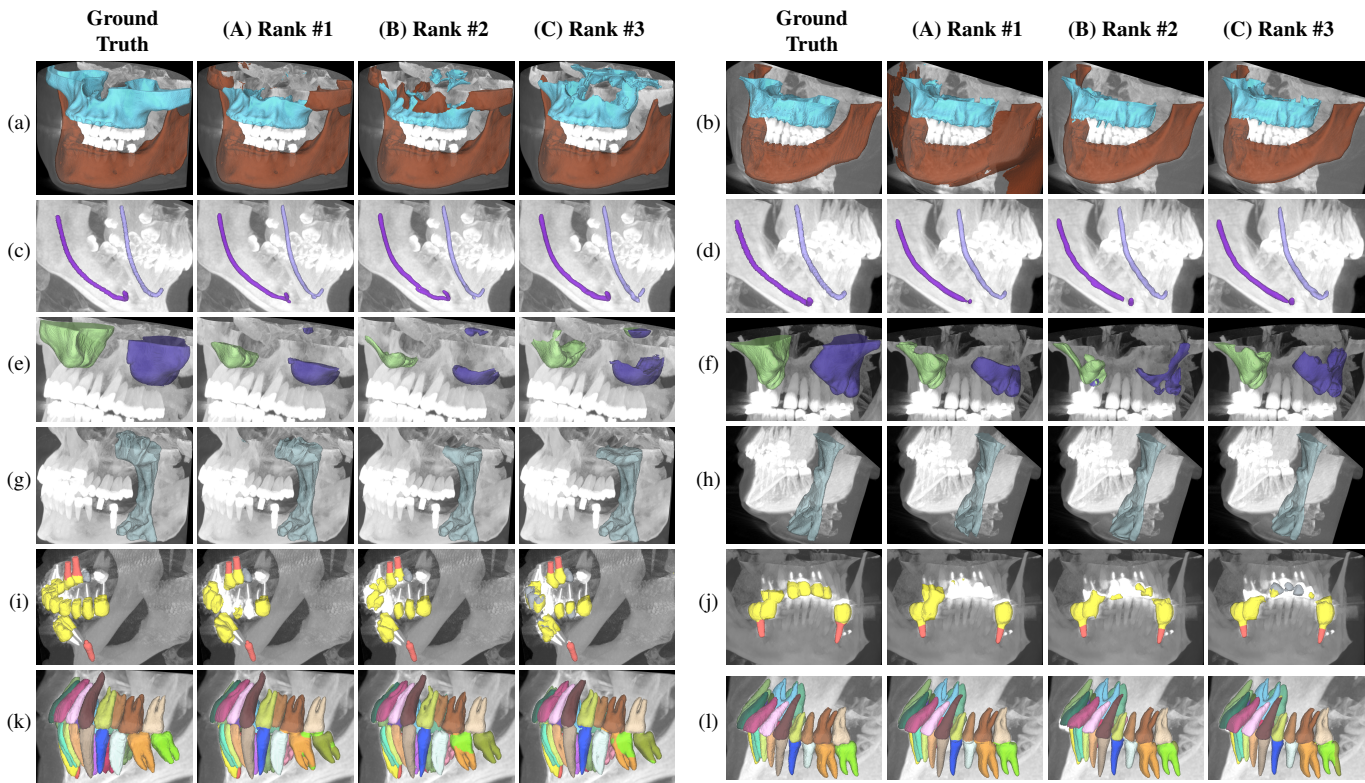 Ground Truth (A) Rank #1 (B) Rank #2 (C) Rank #3 Ground Truth (A) Rank #1 (B) Rank #2 (C) Rank #3
(a) (b)
(c) (d)
(e) (f)
(g) (h)
(i) (j)
(k) (l)